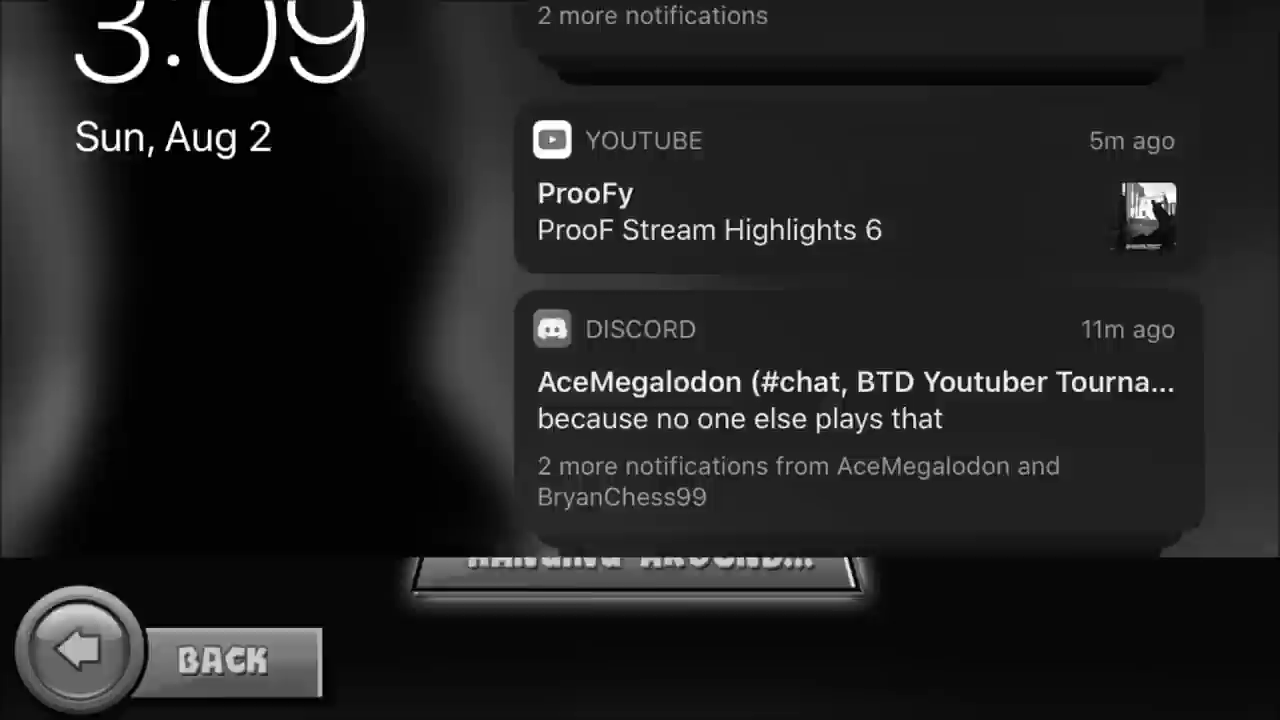 3:09
Sun, Aug 2
2 more notifications
YOUTUBE
5m ago
ProoFy
ProoF Stream Highlights 6
DISCORD
11m ago
AceMegalodon (#chat, BTD Youtuber Tourna...
because no one else plays that
2 more notifications from AceMegalodon and
BryanChess99
HANGING AROUND...
BACK